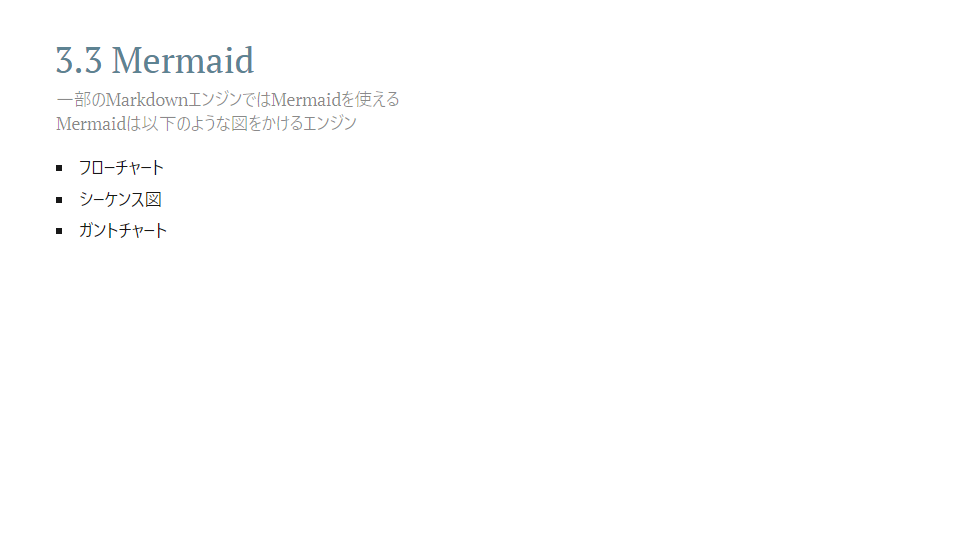 3.3 Mermaid
一部のMarkdownエンジンではMermaidを使える
Mermaidは以下のような図をかけるエンジン
フローチャート
シーケンス図
ガントチャート